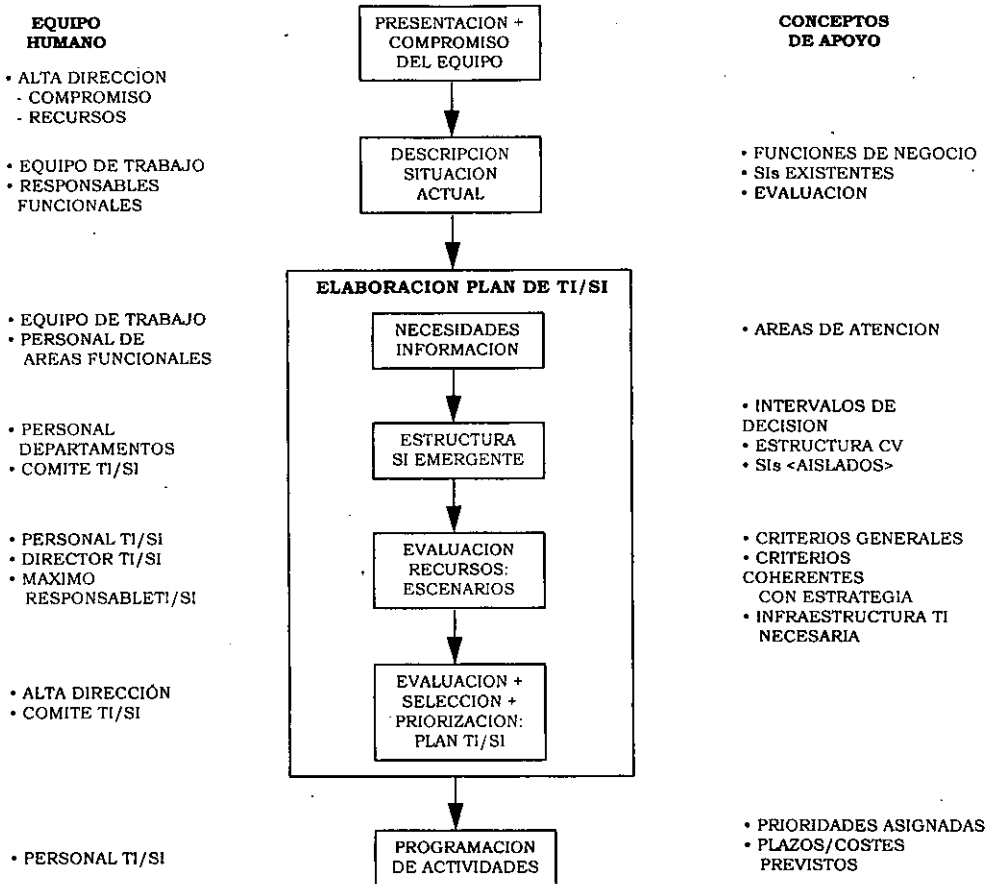 EQUIPO
HUMANO
• ALTA DIRECCION
- COMPROMISO
- RECURSOS
• EQUIPO DE TRABAJO
• RESPONSABLES
FUNCIONALES
• EQUIPO DE TRABAJO
• PERSONAL DE
AREAS FUNCIONALES
• PERSONAL
DEPARTAMENTOS
• COMITE TI/SI
• PERSONAL TI/SI
• DIRECTOR TI/SI
• MAXIMO
RESPONSABLETI/SI
• ALTA DIRECCIÓN
• COMITE TI/SI
• PERSONAL TI/SI
PRESENTACION +
COMPROMISO
DEL EQUIPO
DESCRIPCION
SITUACION
ACTUAL
ELABORACION PLAN DE TI/SI
NECESIDADES
INFORMACION
ESTRUCTURA
SI EMERGENTE
EVALUACION
RECURSOS:
ESCENARIOS
EVALUACION +
SELECCION +
PRIORIZACION:
PLAN TI/SI
PROGRAMACION
DE ACTIVIDADES
CONCEPTOS
DE APOYO
• FUNCIONES DE NEGOCIO
• SIs EXISTENTES
• EVALUACION
• AREAS DE ATENCION
• INTERVALOS DE
DECISION
• ESTRUCTURA CV
• SIs <AISLADOS>
• CRITERIOS GENERALES
• CRITERIOS
COHERENTES
CON ESTRATEGIA
• INFRAESTRUCTURA TI
NECESARIA
• PRIORIDADES ASIGNADAS
• PLAZOS/COSTES
PREVISTOS